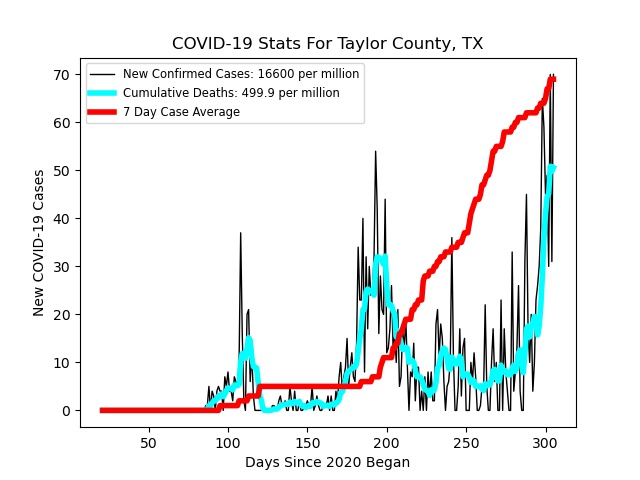 COVID-19 Stats For Taylor County, TX
New Confirmed Cases: 16600 per million
Cumulative Deaths: 499.9 per million
7 Day Case Average
70
60
50
40
30
20
10
0
New COVID-19 Cases
50
100
150
200
250
300
Days Since 2020 Began